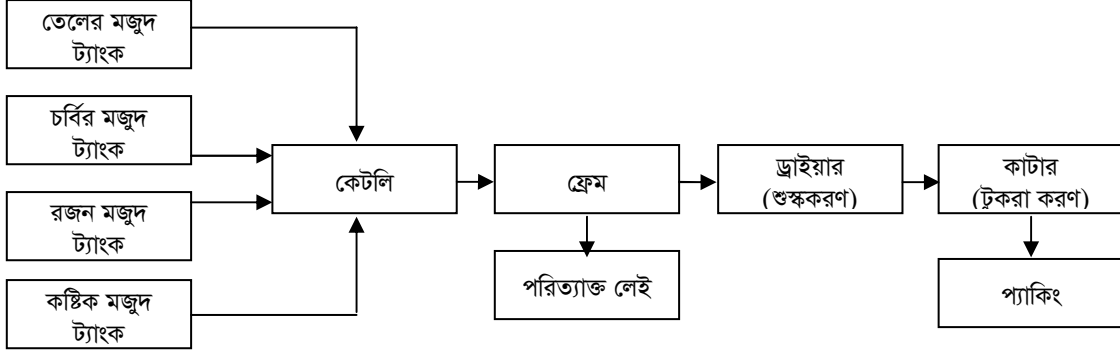 তেলের মজুদ
ট্যাংক
চর্বির মজুদ
ট্যাংক
রজন মজুদ
ট্যাংক
কষ্টিক মজুদ
ট্যাংক
কেটলি
ফ্রেম
পরিত্যাক্ত লেই
ড্রাইয়ার
(শুস্ককরণ)
কাটার
(টুকরা করণ)
প্যাকিং